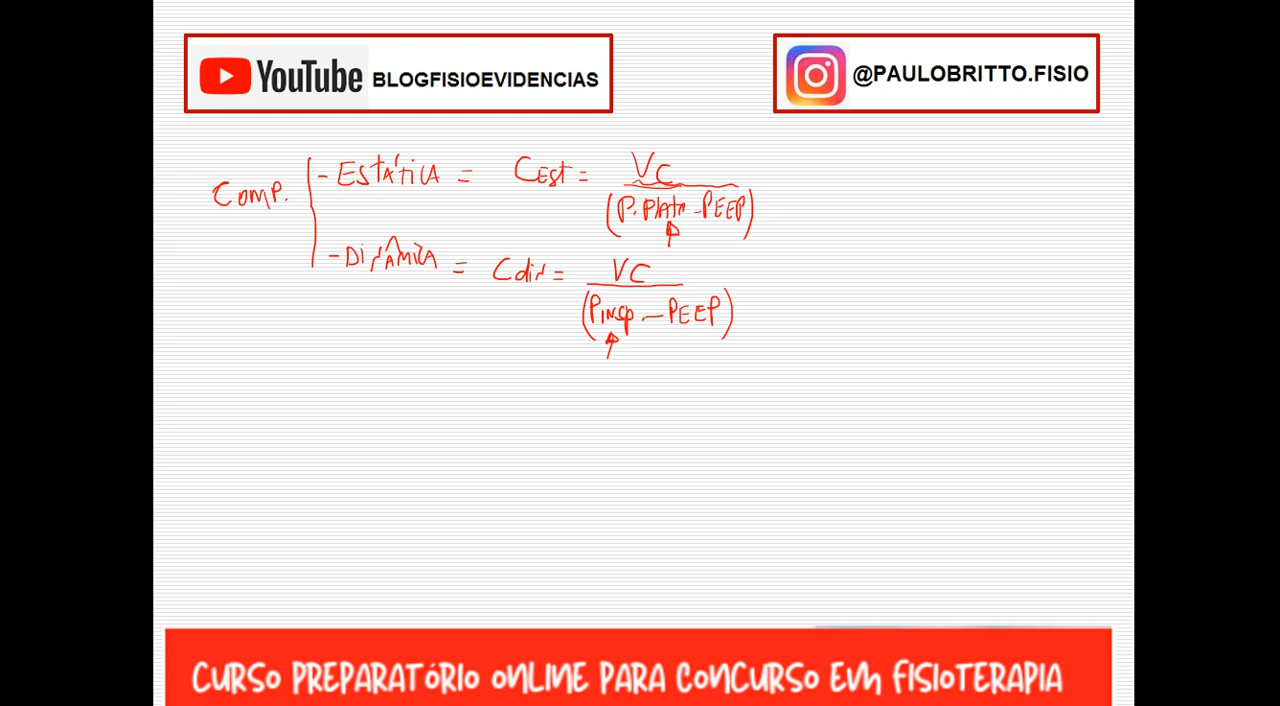 YouTube BLOGFISIOEVIDENCIAS
@PAULOBRITTO.FISIO
Comp. - Estática = Cest = VC
(P. Platô - PEEP)
- Dinâmica = Cdin = VC
(Pinsp. - PEEP)
CURSO PREPARATÓRIO ONLINE PARA CONCURSO EM FISIOTERAPIA